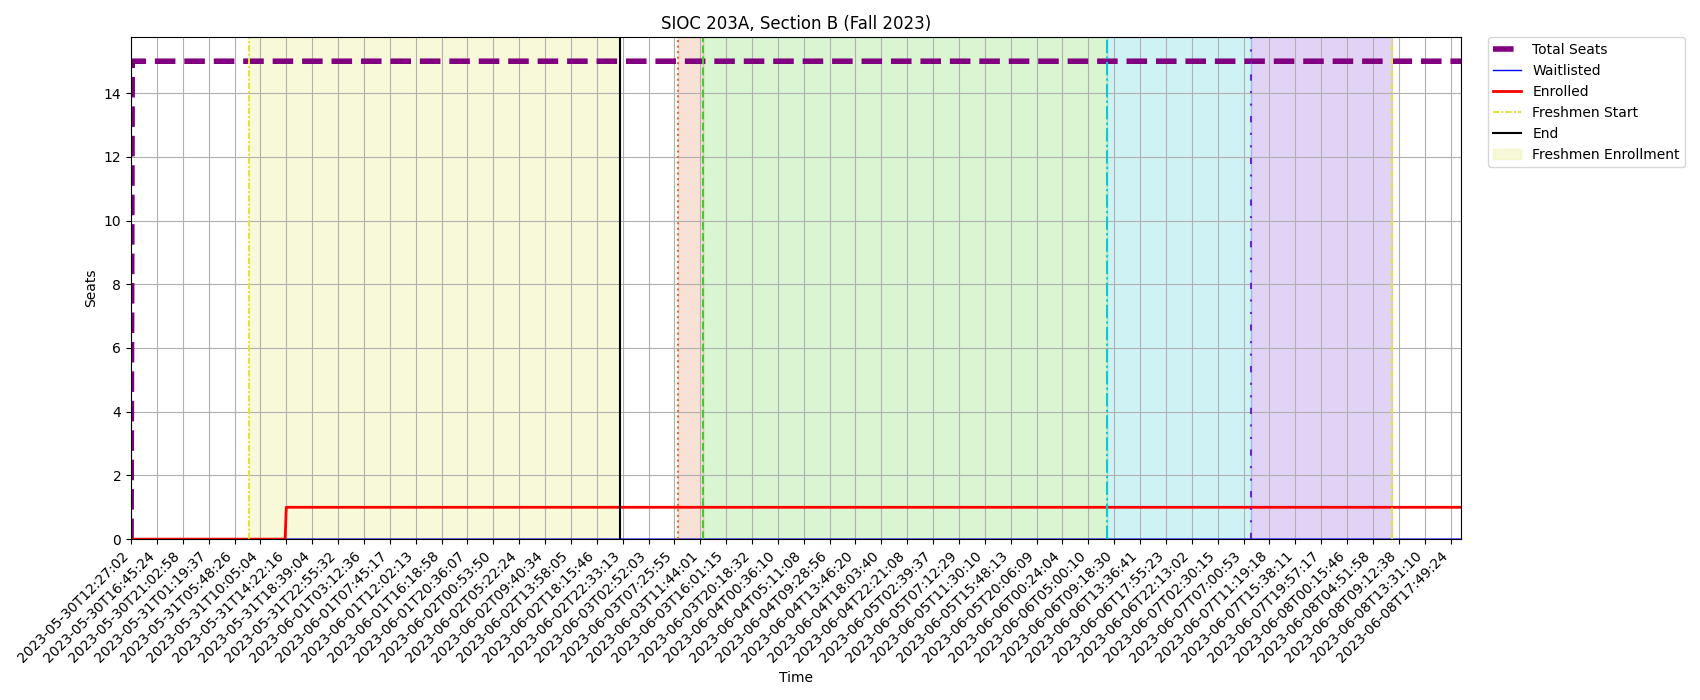 SIOC 203A, Section B (Fall 2023)
Total Seats
Waitlisted
Enrolled
Freshmen Start
End
Freshmen Enrollment
Seats
14
12
10
8
6
4
2
0
2023-05-30T12:27:02
2023-05-30T16:45:24
2023-05-30T21:02:58
2023-05-31T01:19:37
2023-05-31T05:48:26
2023-05-31T10:05:04
2023-05-31T14:22:16
2023-05-31T18:39:04
2023-05-31T22:55:32
2023-06-01T03:12:36
2023-06-01T07:45:17
2023-06-01T12:02:13
2023-06-01T16:18:58
2023-06-01T20:36:07
2023-06-02T00:53:50
2023-06-02T05:22:24
2023-06-02T09:40:34
2023-06-02T13:58:05
2023-06-02T18:15:46
2023-06-02T22:33:13
2023-06-03T02:52:03
2023-06-03T07:25:55
2023-06-03T11:44:01
2023-06-03T16:01:15
2023-06-03T20:18:32
2023-06-04T00:36:10
2023-06-04T05:11:08
2023-06-04T09:28:56
2023-06-04T13:46:20
2023-06-04T18:03:40
2023-06-04T22:21:08
2023-06-05T02:39:37
2023-06-05T07:12:29
2023-06-05T11:30:10
2023-06-05T15:48:13
2023-06-05T20:06:09
2023-06-06T00:24:04
2023-06-06T05:00:10
2023-06-06T09:18:30
2023-06-06T13:36:41
2023-06-06T17:55:23
2023-06-06T22:13:02
2023-06-07T02:30:15
2023-06-07T07:00:53
2023-06-07T11:19:18
2023-06-07T15:38:11
2023-06-07T19:57:17
2023-06-08T00:15:46
2023-06-08T04:51:58
2023-06-08T09:12:38
2023-06-08T13:31:10
2023-06-08T17:49:24
Time